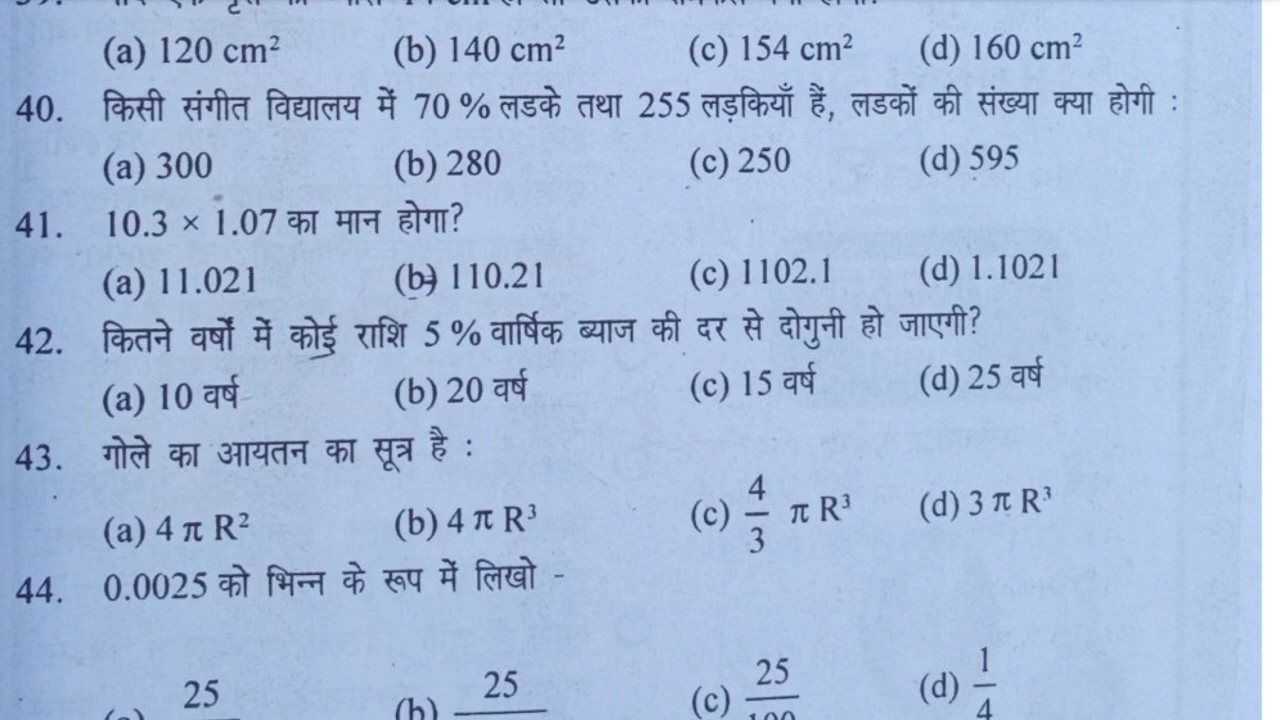 (a) 120 cm² (b) 140 cm² (c) 154 cm² (d) 160 cm²
40. किसी संगीत विद्यालय में 70 % लडके तथा 255 लड़कियाँ हैं, लडकों की संख्या क्या होगी :
(a) 300 (b) 280 (c) 250 (d) 595
41. 10.3 × 1.07 का मान होगा?
(a) 11.021 (b) 110.21 (c) 1102.1 (d) 1.1021
42. कितने वर्षों में कोई राशि 5 % वार्षिक ब्याज की दर से दोगुनी हो जाएगी?
(a) 10 वर्ष (b) 20 वर्ष (c) 15 वर्ष (d) 25 वर्ष
43. गोले का आयतन का सूत्र है :
(a) 4 π R² (b) 4 π R³ (c) 4/3 π R³ (d) 3 π R³
44. 0.0025 को भिन्न के रूप में लिखो -
25 (b) 25 (c) 25/100 (d) 1/4